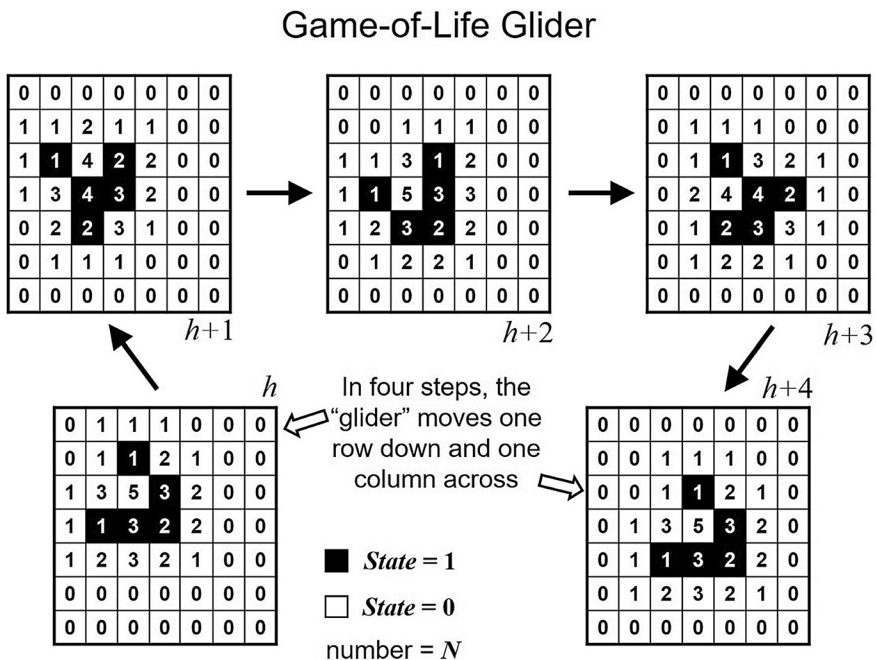 Game-of-Life Glider
0 0 0 0 0 0 0
1 1 2 1 1 0 0
1 1 4 2 2 0 0
1 3 4 3 2 0 0
0 2 2 3 1 0 0
0 1 1 1 0 0 0
0 0 0 0 0 0 0
h+1
0 0 0 0 0 0 0
0 0 1 1 1 0 0
1 1 3 1 2 0 0
1 1 5 3 3 0 0
1 2 3 2 2 0 0
0 1 2 2 1 0 0
0 0 0 0 0 0 0
h+2
0 0 0 0 0 0 0
0 1 1 1 0 0 0
0 1 1 3 2 1 0
0 2 4 4 2 1 0
0 1 2 3 3 1 0
0 1 2 2 1 0 0
0 0 0 0 0 0 0
h+3
h
0 1 1 1 0 0 0
0 1 1 2 1 0 0
1 3 5 3 2 0 0
1 1 3 2 2 0 0
1 2 3 2 1 0 0
0 0 0 0 0 0 0
0 0 0 0 0 0 0
In four steps, the
“glider” moves one
row down and one
column across
State = 1
State = 0
number = N
h+4
0 0 0 0 0 0 0
0 0 1 1 1 0 0
0 0 1 1 2 1 0
0 1 3 5 3 2 0
0 1 1 3 2 2 0
0 1 2 3 2 1 0
0 0 0 0 0 0 0